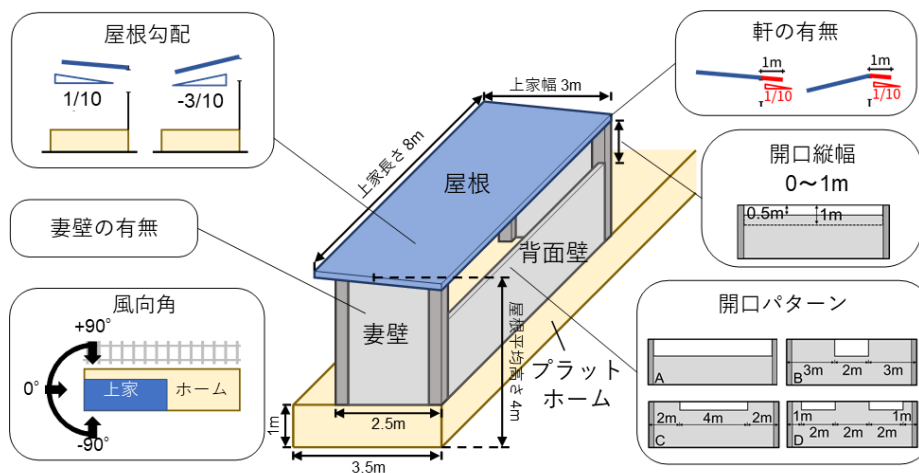 屋根勾配
1/10
-3/10
妻壁の有無
風向角
+90°
0°
-90°
上家
ホーム
上家幅 3m
上家長さ 8m
屋根
背面壁
妻壁
屋根平均高さ 4m
プラット
ホーム
1m
2.5m
3.5m
軒の有無
1m
1/10
1m
1/10
開口縦幅
0～1m
0.5m
1m
開口パターン
A
B
3m
2m
3m
C
2m
4m
2m
D
1m
1m
2m
2m
2m